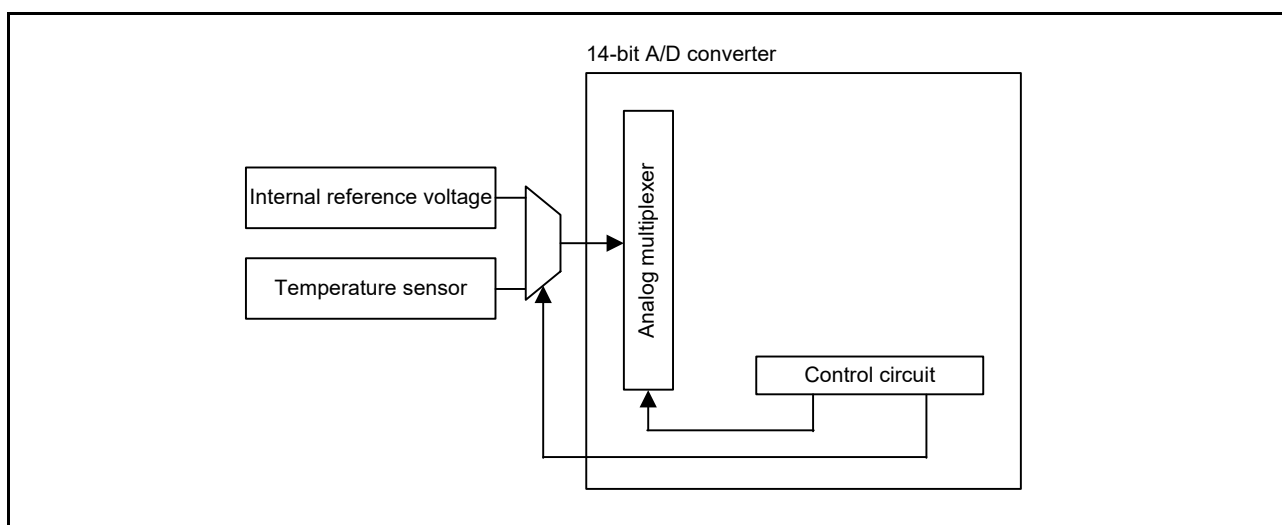 14-bit A/D converter
Internal reference voltage
Temperature sensor
Analog multiplexer
Control circuit